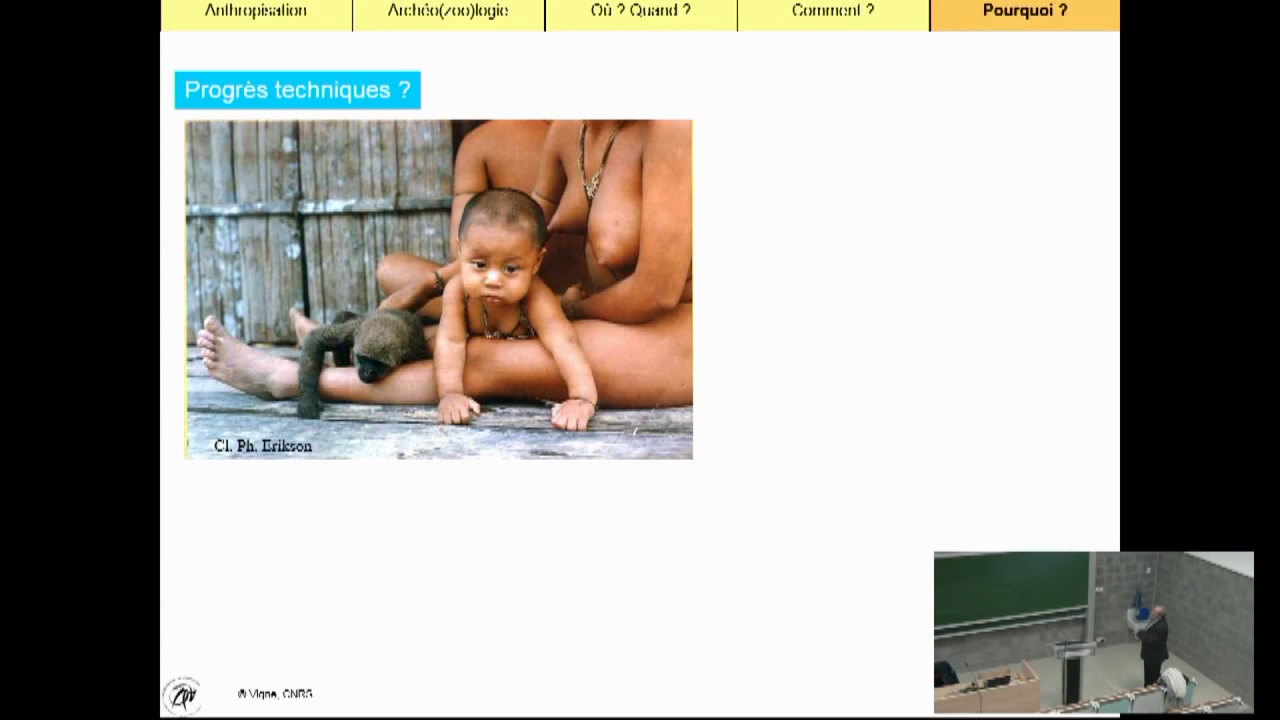 Anthropisation
Archéo(zoo)logie
Où ? Quand ?
Comment ?
Pourquoi ?
Progrès techniques ?
Cl. Ph. Erikson
© Vigne, CNRS